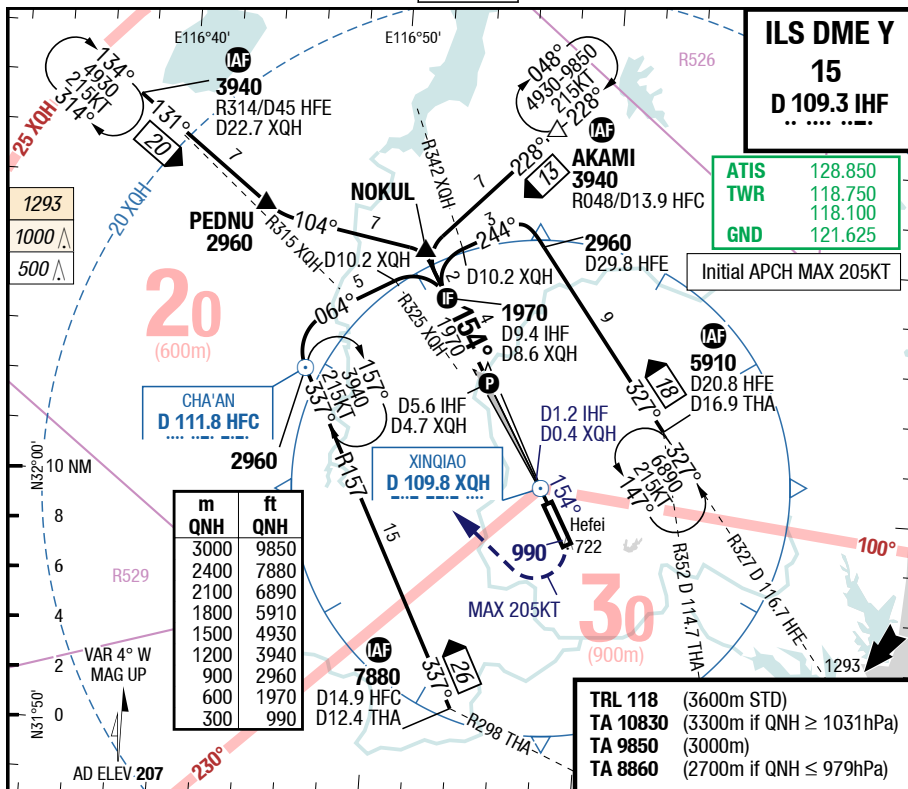 ILS DME Y
15
D 109.3 IHF
ATIS 128.850
TWR 118.750
118.100
GND 121.625
Initial APCH MAX 205KT
E116°40'
E116°50'
R526
134°
4930
215KT
314°
IAF
3940
R314/D45 HFE
D22.7 XQH
131°
20
7
25 XQH
20 XQH
048°
4930-9850
215KT
228°
IAF
AKAMI
3940
R048/D13.9 HFC
228°
13
7
R342 XQH
NOKUL
PEDNU
2960
104°
7
R315 XQH
D10.2 XQH
3
244°
2960
D29.8 HFE
D10.2 XQH
1293
1000
500
20
(600m)
5
064°
R325 XQH
2
IF
1970
D9.4 IHF
D8.6 XQH
4
154°
1970
9
IAF
5910
D20.8 HFE
D16.9 THA
18
327°
157°
3940
215KT
337°
P
D5.6 IHF
D4.7 XQH
CHA'AN
D 111.8 HFC
2960
D1.2 IHF
D0.4 XQH
327°
6890
215KT
147°
XINQIAO
D 109.8 XQH
154°
R157
15
Hefei
722
990
MAX 205KT
100°
R352 D 114.7 THA
R327 D 116.7 HFE
30
(900m)
N32°00'
10 NM
8
6
4
2
0
N31°50'
R529
m ft
QNH QNH
3000 9850
2400 7880
2100 6890
1800 5910
1500 4930
1200 3940
900 2960
600 1970
300 990
VAR 4° W
MAG UP
AD ELEV 207
IAF
7880
D14.9 HFC
D12.4 THA
337°
26
R298 THA
230°
1293
TRL 118 (3600m STD)
TA 10830 (3300m if QNH ≥ 1031hPa)
TA 9850 (3000m)
TA 8860 (2700m if QNH ≤ 979hPa)